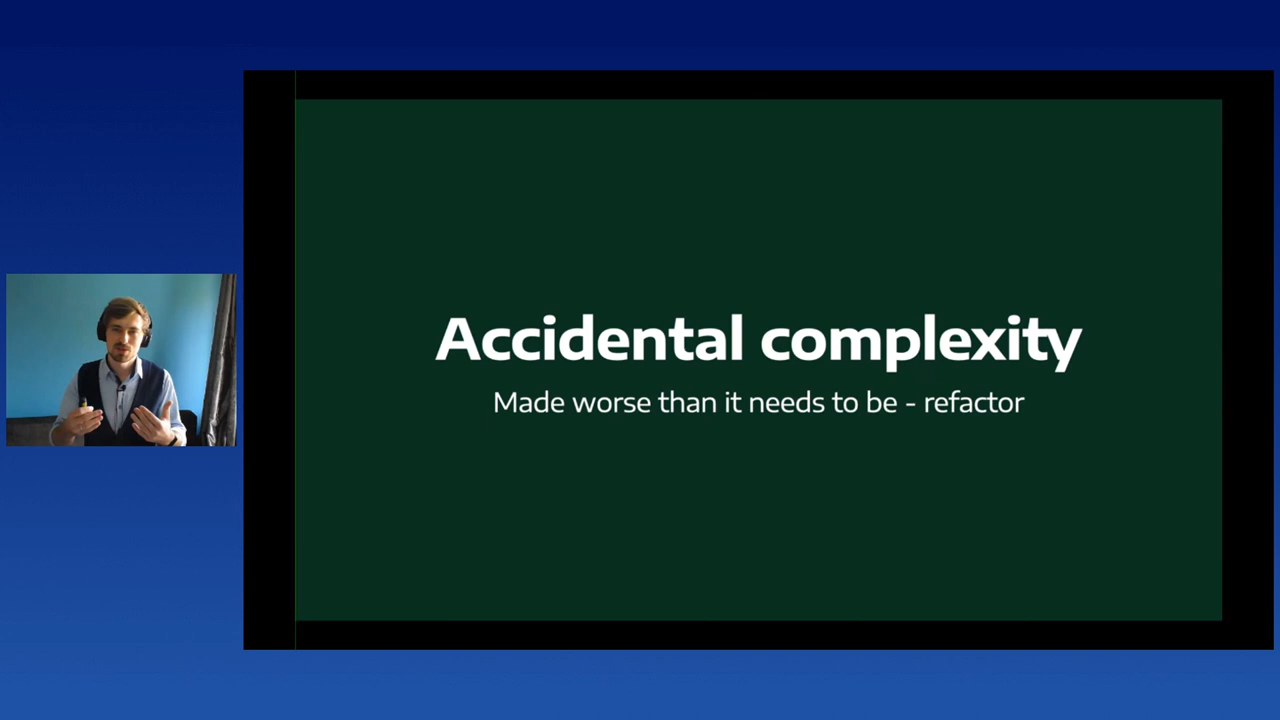 Accidental complexity
Made worse than it needs to be - refactor